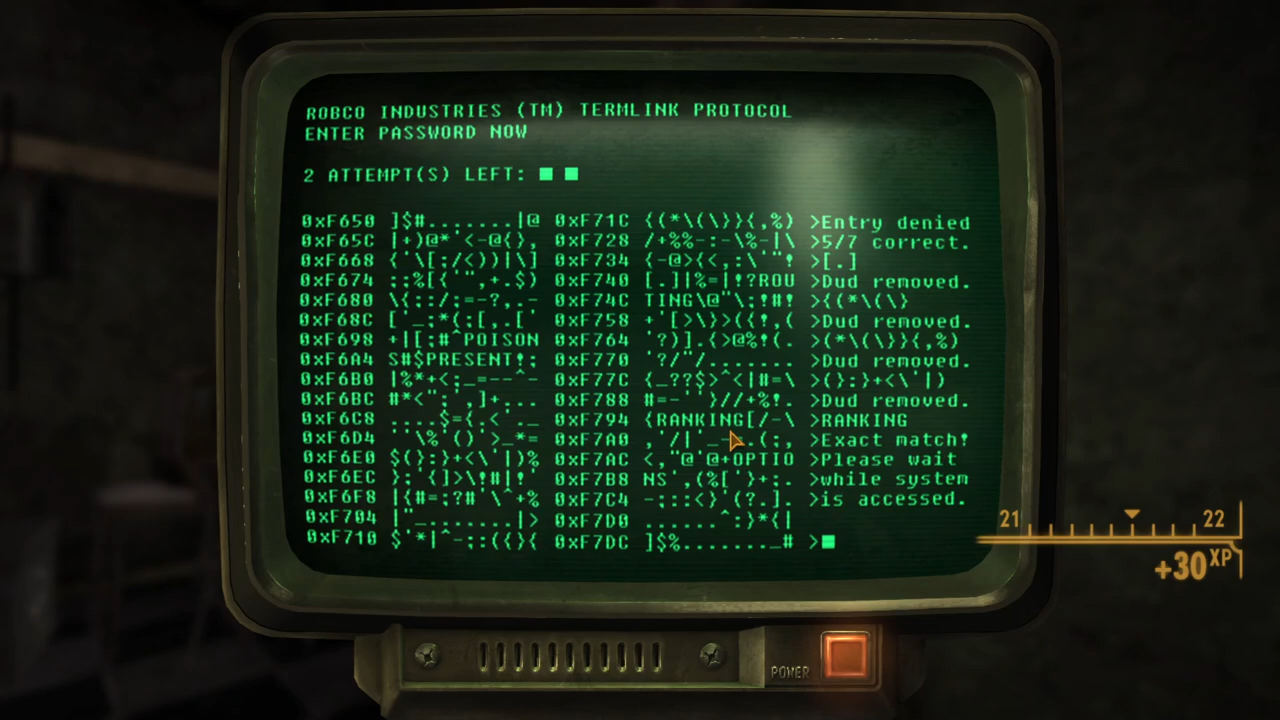 ROBCO INDUSTRIES (TM) TERMLINK PROTOCOL
ENTER PASSWORD NOW
2 ATTEMPT(S) LEFT: ■ ■
0xF650 ]$#.......|@ 0xF71C {(*\(\}}{,%) >Entry denied
0xF65C |+)@*´<-@{}, 0xF728 /+%%-:-\%-|\ >5/7 correct.
0xF668 {´\[;/<))|\] 0xF734 {-@>{<,:\´"! >[.]
0xF674 :;%[{´",+.$) 0xF740 [.]|%=|!?ROU >Dud removed.
0xF680 \{:;/;=-?,.- 0xF74C TING\@"\;!#! >{(*\(\}
0xF68C [´_;*(;[,.[' 0xF758 +'[>\}>({!,( >Dud removed.
0xF698 +|[;#^POISON 0xF764 ´?)].{>@%!(. >(*\(\}}{,%)
0xF6A4 S#$PRESENT!; 0xF770 ´?/"/....... >Dud removed.
0xF6B0 |%*+<;_=--^- 0xF77C {_??$>^<|#=\ >(}:}+<\´|)
0xF6BC #*<":´,]+... 0xF788 #=-´'}//+%!. >Dud removed.
0xF6C8 ....$={.<´._ 0xF794 {RANKING[/-\ >RANKING
0xF6D4 ´'\%´()´>_*= 0xF7A0 ,´/|´_-..(:, >Exact match!
0xF6E0 $(}:}+<\´|)% 0xF7AC <,"@´@+OPTIO >Please wait
0xF6EC };´{]>\!#|!´ 0xF7B8 NS´,(%['}+:. >while system
0xF6F8 |{#=:?#´\^+% 0xF7C4 -;::<}´(?.]. >is accessed.
0xF704 |"_.......|> 0xF7D0 ......^:}*{|
0xF710 $´*|^-;:({}{ 0xF7DC ]$%......._# >■
21 22
+30 XP
POWER